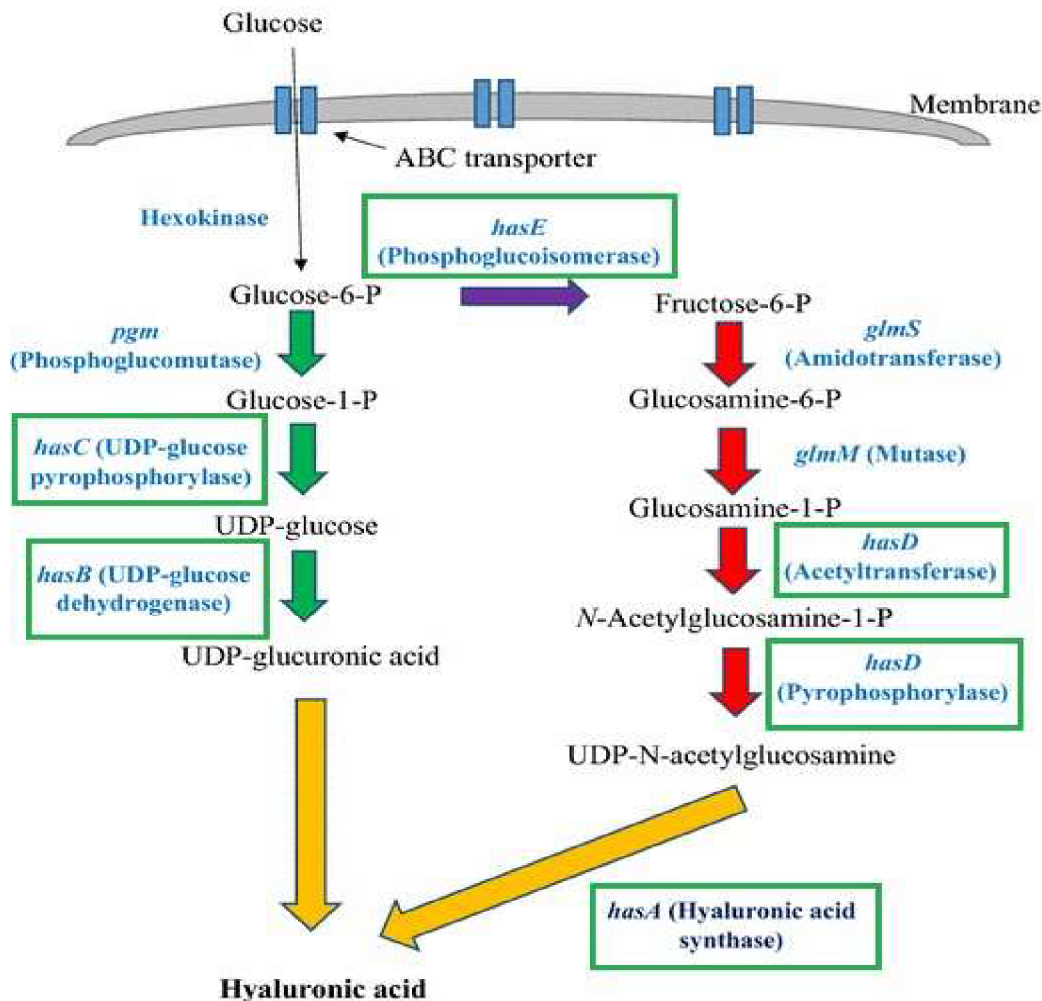 Glucose
Membrane
ABC transporter
Hexokinase
hasE
(Phosphoglucoisomerase)
Glucose-6-P
Fructose-6-P
pgm
(Phosphoglucomutase)
glmS
(Amidotransferase)
Glucose-1-P
Glucosamine-6-P
hasC (UDP-glucose
pyrophosphorylase)
glmM (Mutase)
Glucosamine-1-P
UDP-glucose
hasD
(Acetyltransferase)
hasB (UDP-glucose
dehydrogenase)
N-Acetylglucosamine-1-P
UDP-glucuronic acid
hasD
(Pyrophosphorylase)
UDP-N-acetylglucosamine
hasA (Hyaluronic acid
synthase)
Hyaluronic acid